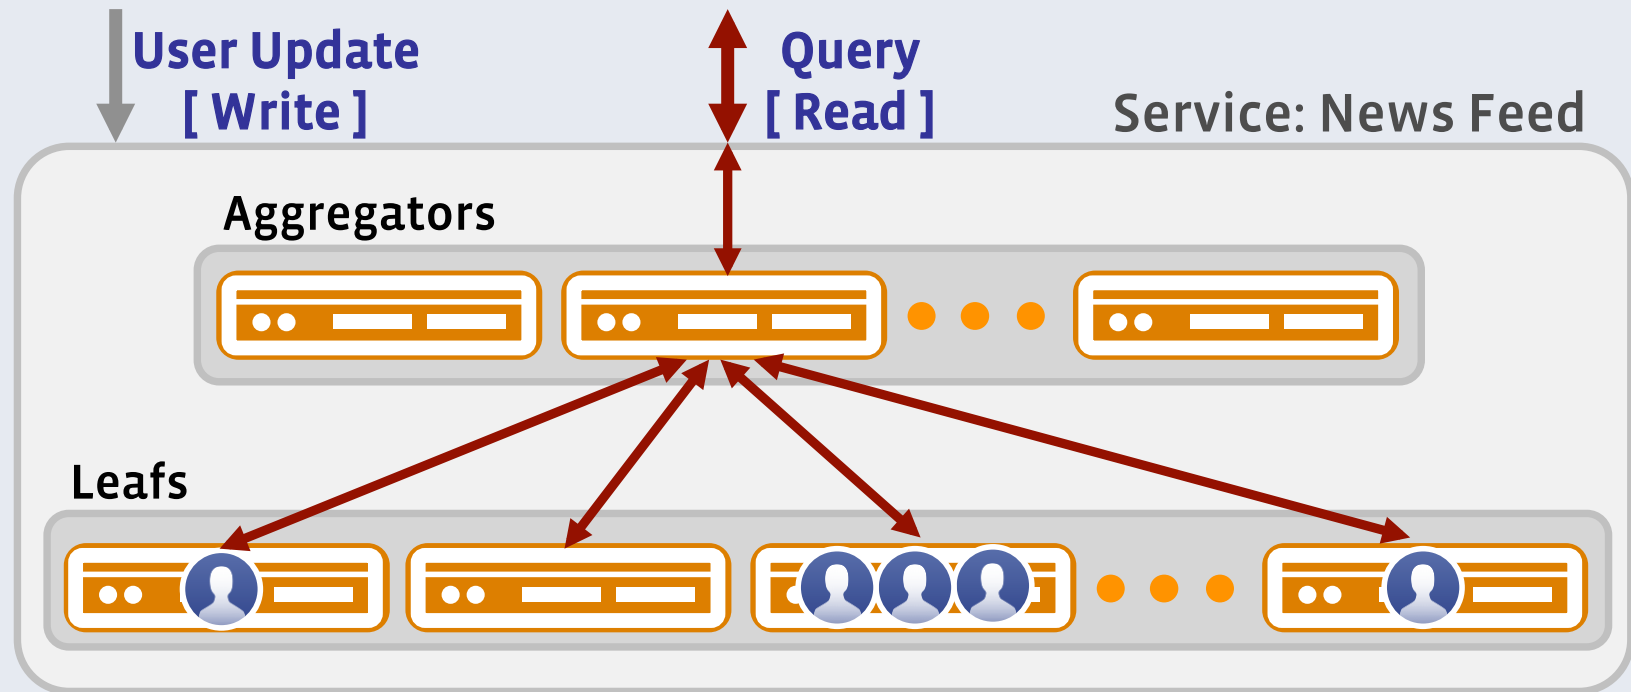 User Update
[ Write ]
Query
[ Read ]
Service: News Feed
Aggregators
Leafs